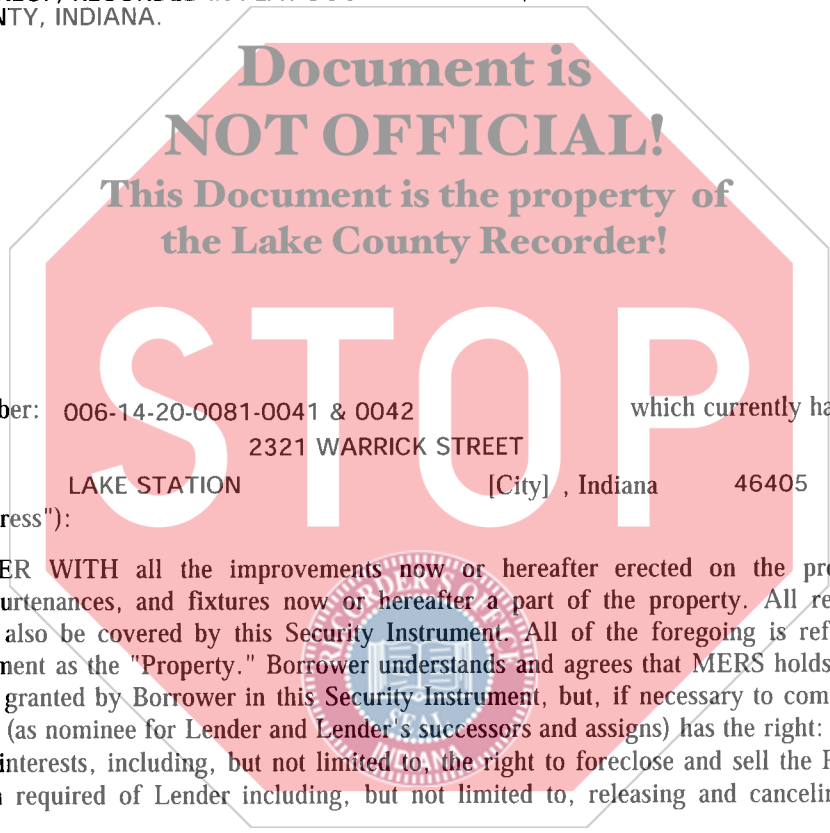 NTY, INDIANA.
Document is
NOT OFFICIAL!
This Document is the property of
the Lake County Recorder!
STOP
ber: 006-14-20-0081-0041 & 0042 which currently ha
2321 WARRICK STREET
LAKE STATION [City] , Indiana 46405
ress"):
ER WITH all the improvements now or hereafter erected on the pro
urtenances, and fixtures now or hereafter a part of the property. All re
also be covered by this Security Instrument. All of the foregoing is ref
ment as the "Property." Borrower understands and agrees that MERS holds
granted by Borrower in this Security Instrument, but, if necessary to com
(as nominee for Lender and Lender's successors and assigns) has the right:
interests, including, but not limited to, the right to foreclose and sell the P
required of Lender including, but not limited to, releasing and cancelin
RECORDER'S OFFICE
SEAL
INDIANA